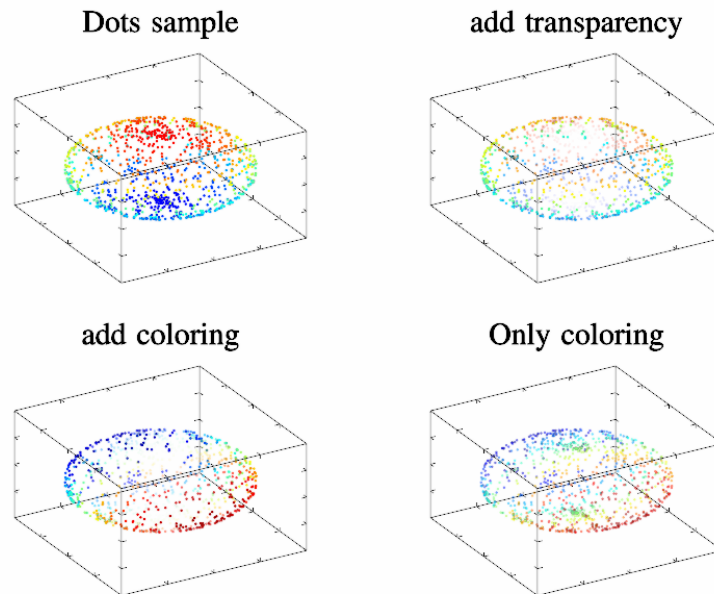 Dots sample
add transparency
add coloring
Only coloring